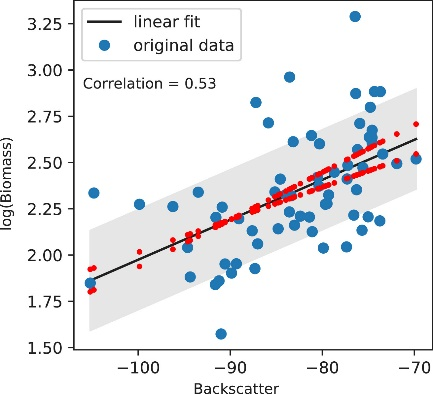 linear fit
original data
Correlation = 0.53
3.25
3.00
2.75
2.50
2.25
2.00
1.75
1.50
log(Biomass)
−100 −90 −80 −70
Backscatter